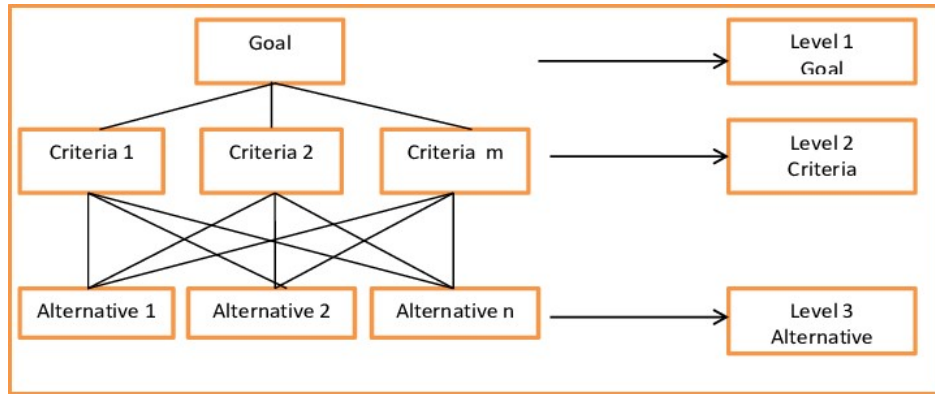 Goal
Level 1
Goal
Criteria 1
Criteria 2
Criteria m
Level 2
Criteria
Alternative 1
Alternative 2
Alternative n
Level 3
Alternative